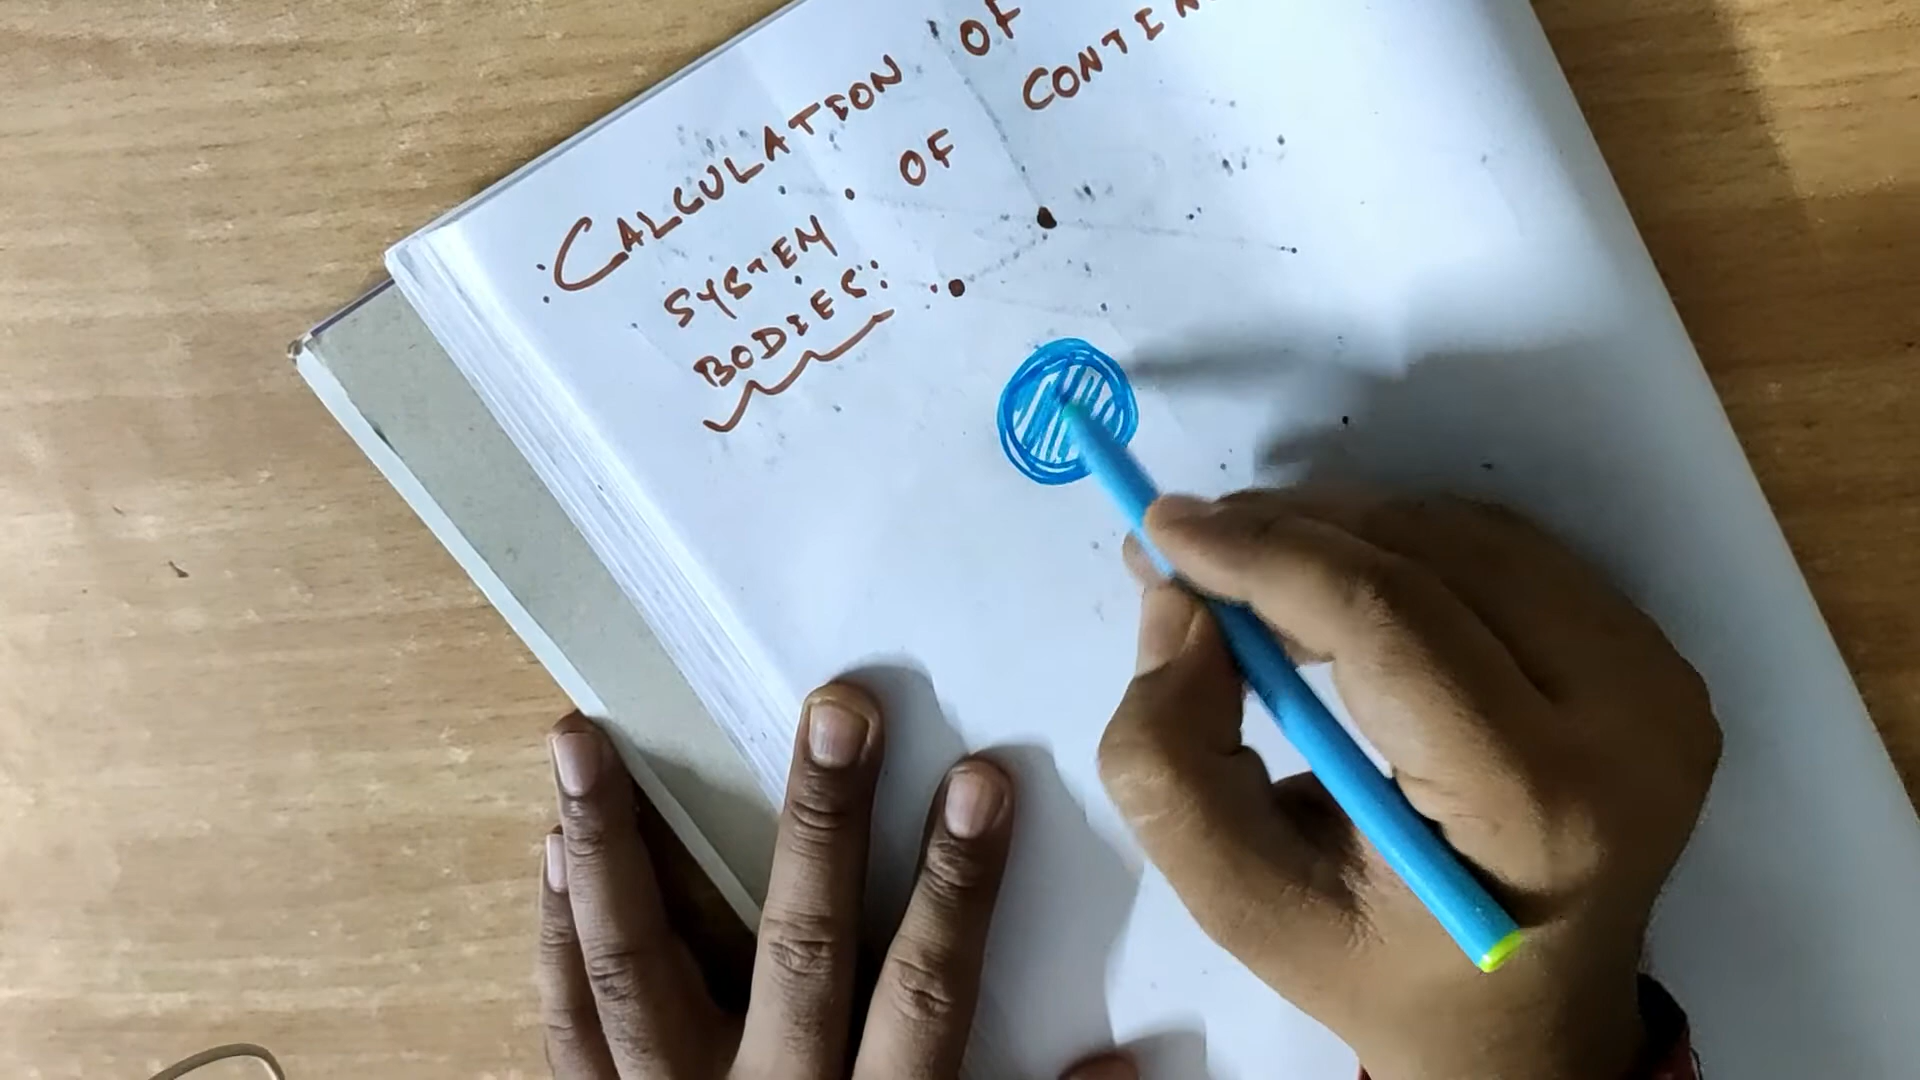 : CALCULATION OF
SYSTEM OF
BODIES: